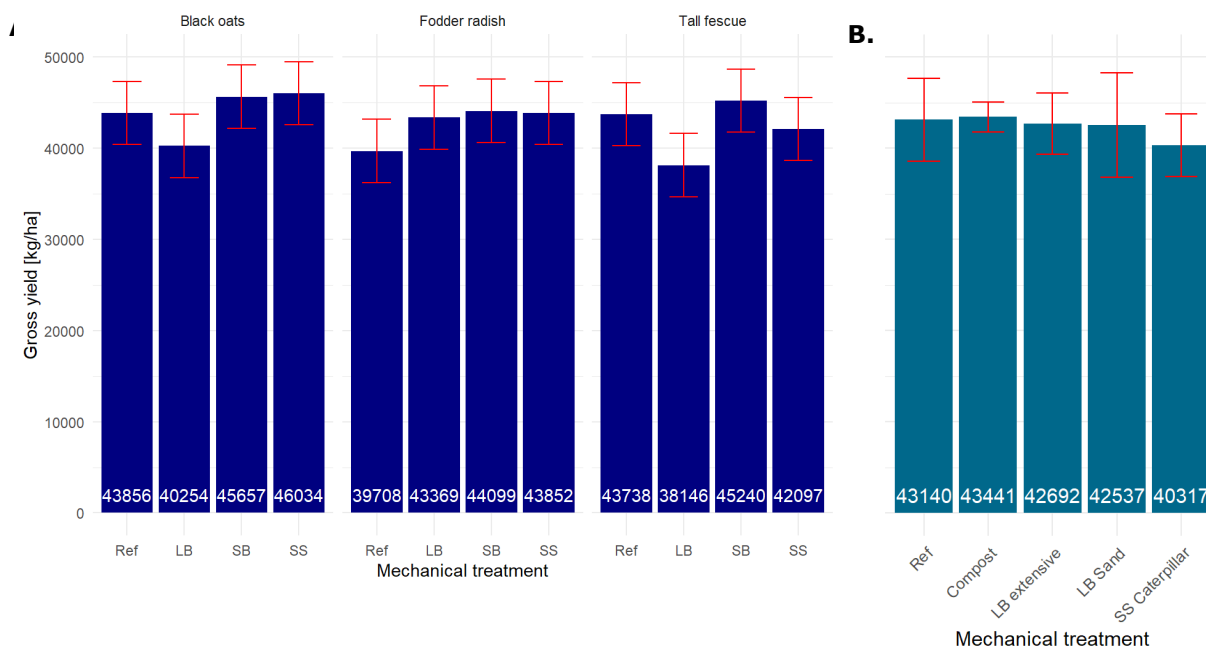 Black oats Fodder radish Tall fescue
B.
50000
40000
30000
20000
10000
0
Gross yield [kg/ha]
43856 40254 45657 46034 39708 43369 44099 43852 43738 38146 45240 42097
43140 43441 42692 42537 40317
Ref LB SB SS Ref LB SB SS Ref LB SB SS
Mechanical treatment
Ref Compost LB extensive LB Sand SS Caterpillar
Mechanical treatment